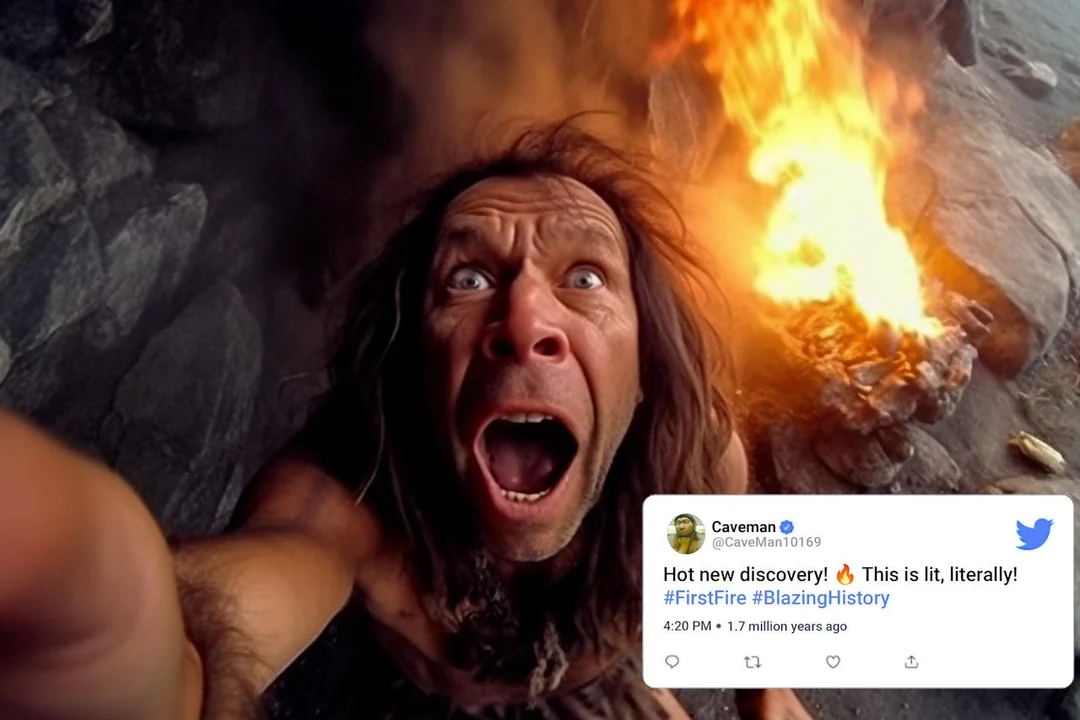 Caveman
@CaveMan10169
Hot new discovery! 🔥 This is lit, literally!
#FirstFire #BlazingHistory
4:20 PM • 1.7 million years ago